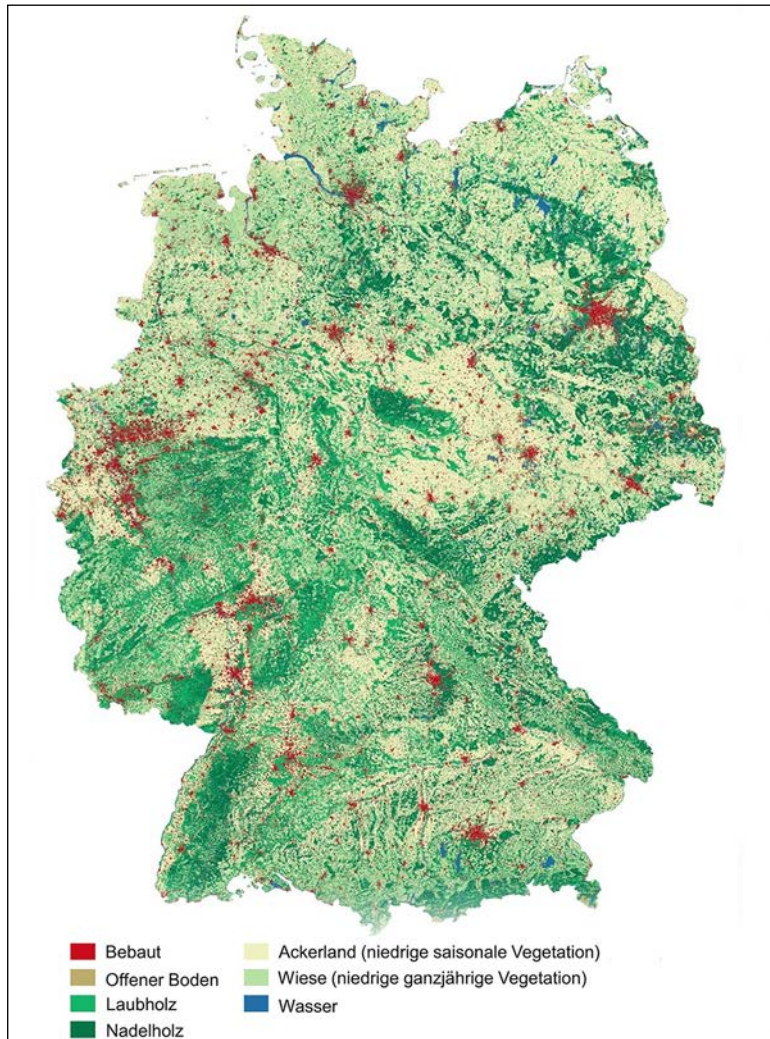 Bebaut
Offener Boden
Laubholz
Nadelholz
Ackerland (niedrige saisonale Vegetation)
Wiese (niedrige ganzjährige Vegetation)
Wasser